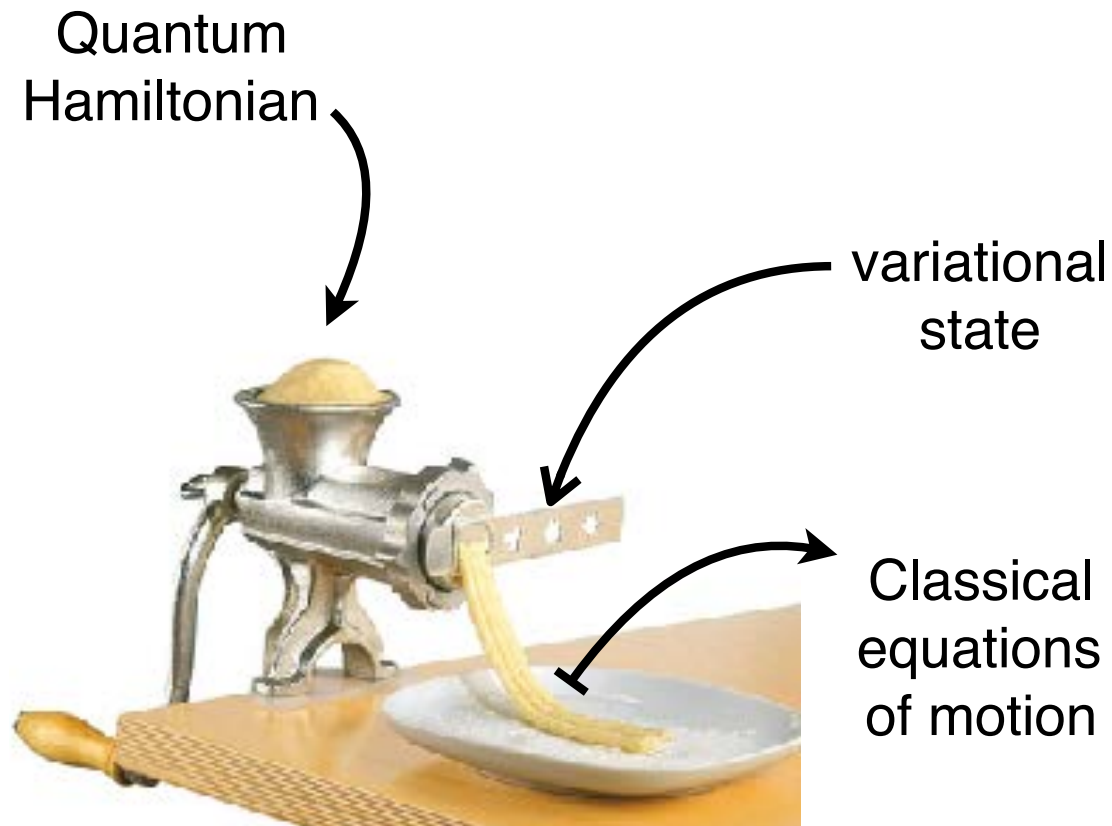 Quantum
Hamiltonian
variational
state
Classical
equations
of motion